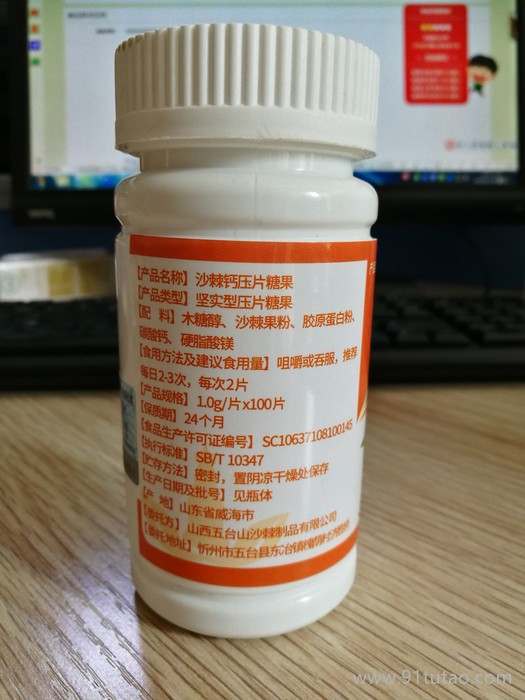 【产品名称】沙棘钙压片糖果
【产品类型】坚实型压片糖果
【配 料】木糖醇、沙棘果粉、胶原蛋白粉、
碳酸钙、硬脂酸镁
【食用方法及建议食用量】咀嚼或吞服，推荐
每日2-3次，每次2片
【产品规格】1.0g/片x100片
【保质期】24个月
【食品生产许可证编号】SC10637108100145
【执行标准】SB/T 10347
【贮存方法】密封，置阴凉干燥处保存
【生产日期及批号】见瓶体
【产 地】山东省威海市
【委托方】山西五台山沙棘制品有限公司
【委托地址】忻州市五台县东冶镇
www.91tutao.com